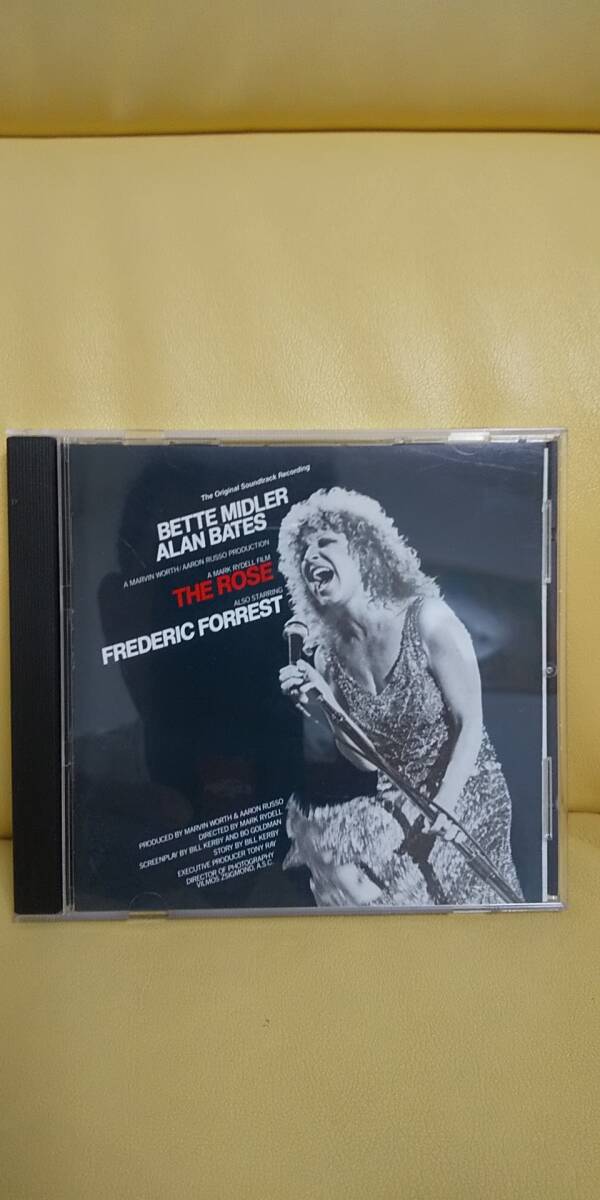 The Original Soundtrack Recording
BETTE MIDLER
ALAN BATES
A MARVIN WORTH/AARON RUSSO PRODUCTION
A MARK RYDELL FILM
THE ROSE
ALSO STARRING
FREDERIC FORREST
PRODUCED BY MARVIN WORTH & AARON RUSSO
DIRECTED BY MARK RYDELL
SCREENPLAY BY BILL KERBY AND BO GOLDMAN
STORY BY BILL KERBY
EXECUTIVE PRODUCER TONY RAY
DIRECTOR OF PHOTOGRAPHY
VILMOS ZSIGMOND, A.S.C.